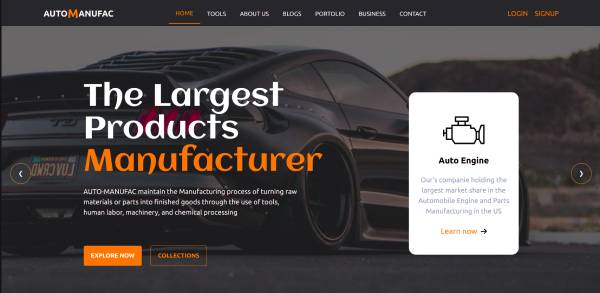 AUTOMANUFAC
HOME TOOLS ABOUT US BLOGS PORTOLIO BUSINESS CONTACT
LOGIN SIGNUP
The Largest
Products
Manufacturer
AUTO-MANUFAC maintain the Manufacturing process of turning raw
materials or parts into finished goods through the use of tools,
human labor, machinery, and chemical processing
EXPLORE NOW COLLECTIONS
Auto Engine
Our's companie holding the
largest market share in the
Automobile Engine and Parts
Manufacturing in the US
Learn now →